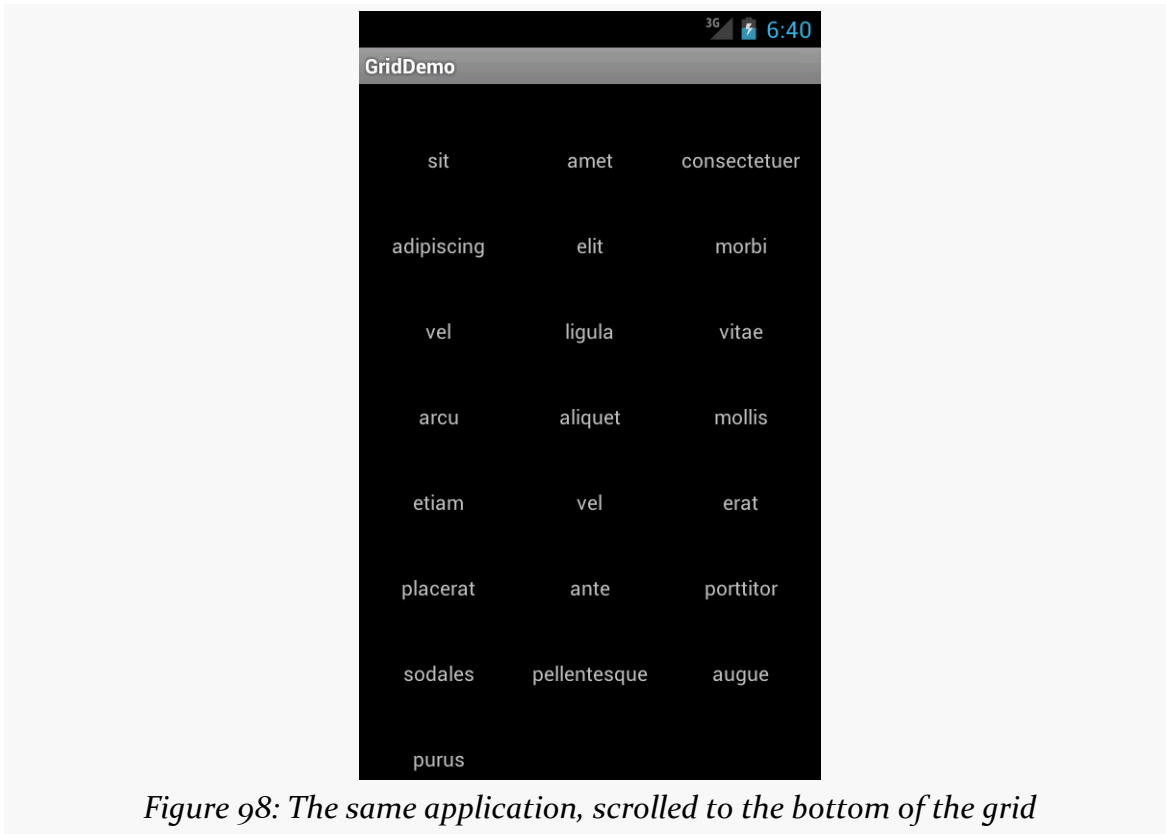 3G 6:40
GridDemo
sit amet consectetuer
adipiscing elit morbi
vel ligula vitae
arcu aliquet mollis
etiam vel erat
placerat ante porttitor
sodales pellentesque augue
purus
Figure 98: The same application, scrolled to the bottom of the grid